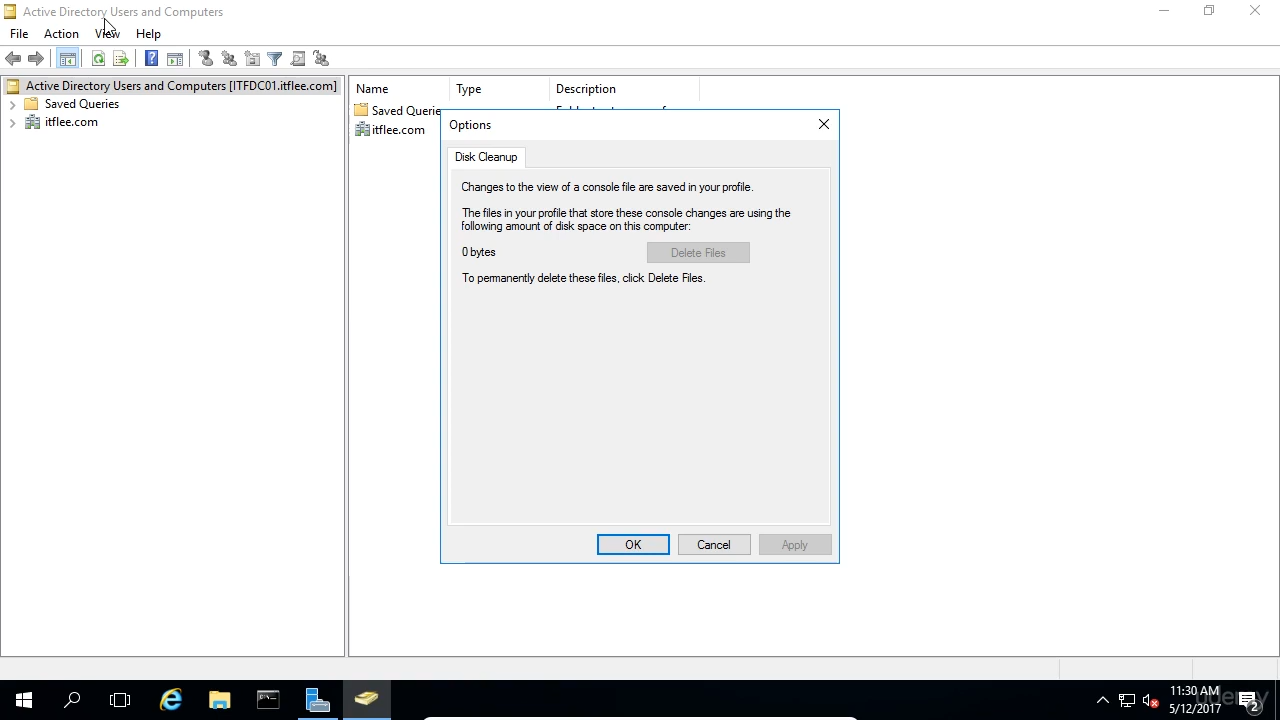 Active Directory Users and Computers
File Action View Help
Active Directory Users and Computers [ITFDC01.itflee.com]
Saved Queries
itflee.com
Name Type Description
Saved Querie
itflee.com
Options
Disk Cleanup
Changes to the view of a console file are saved in your profile.
The files in your profile that store these console changes are using the
following amount of disk space on this computer:
0 bytes
Delete Files
To permanently delete these files, click Delete Files.
OK Cancel Apply
11:30 AM
5/12/2017
2
udemy